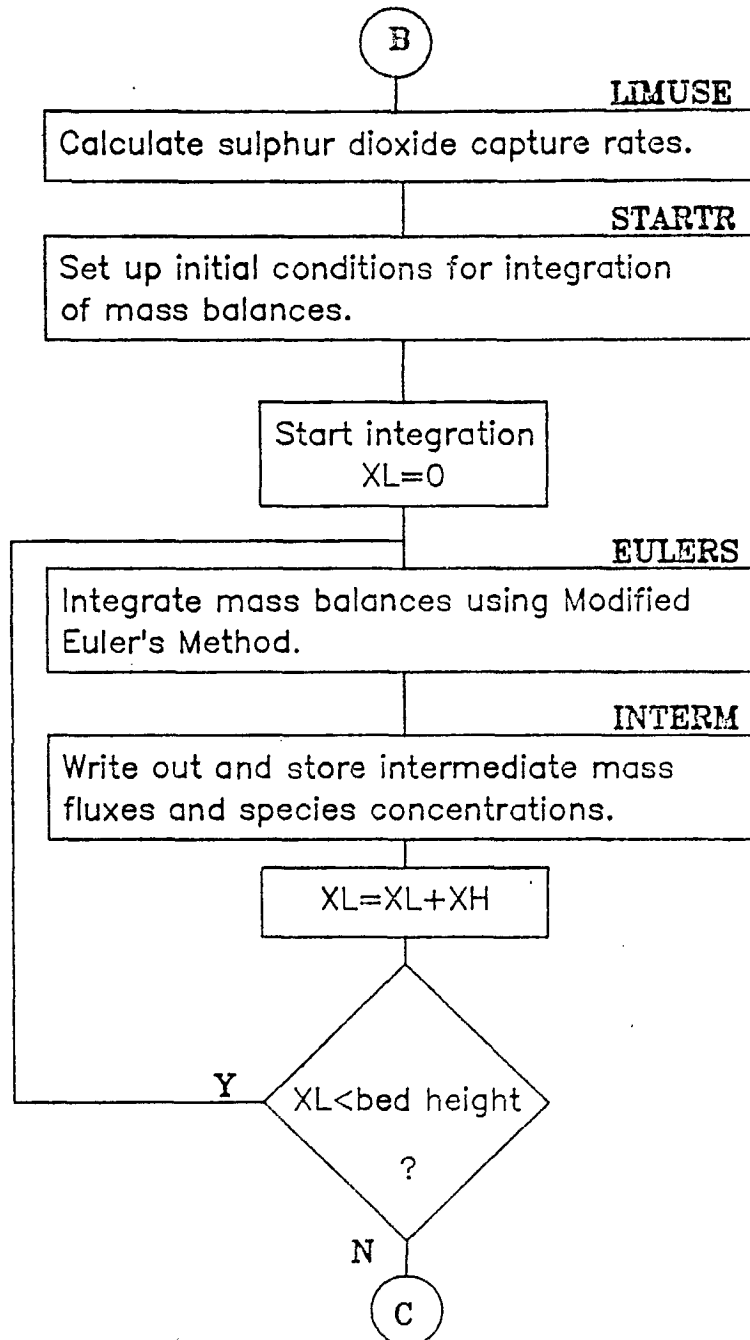 B
LIMUSE
Calculate sulphur dioxide capture rates.
STARTR
Set up initial conditions for integration
of mass balances.
Start integration
XL=0
EULERS
Integrate mass balances using Modified
Euler's Method.
INTERM
Write out and store intermediate mass
fluxes and species concentrations.
XL=XL+XH
Y
XL<bed height
?
N
C